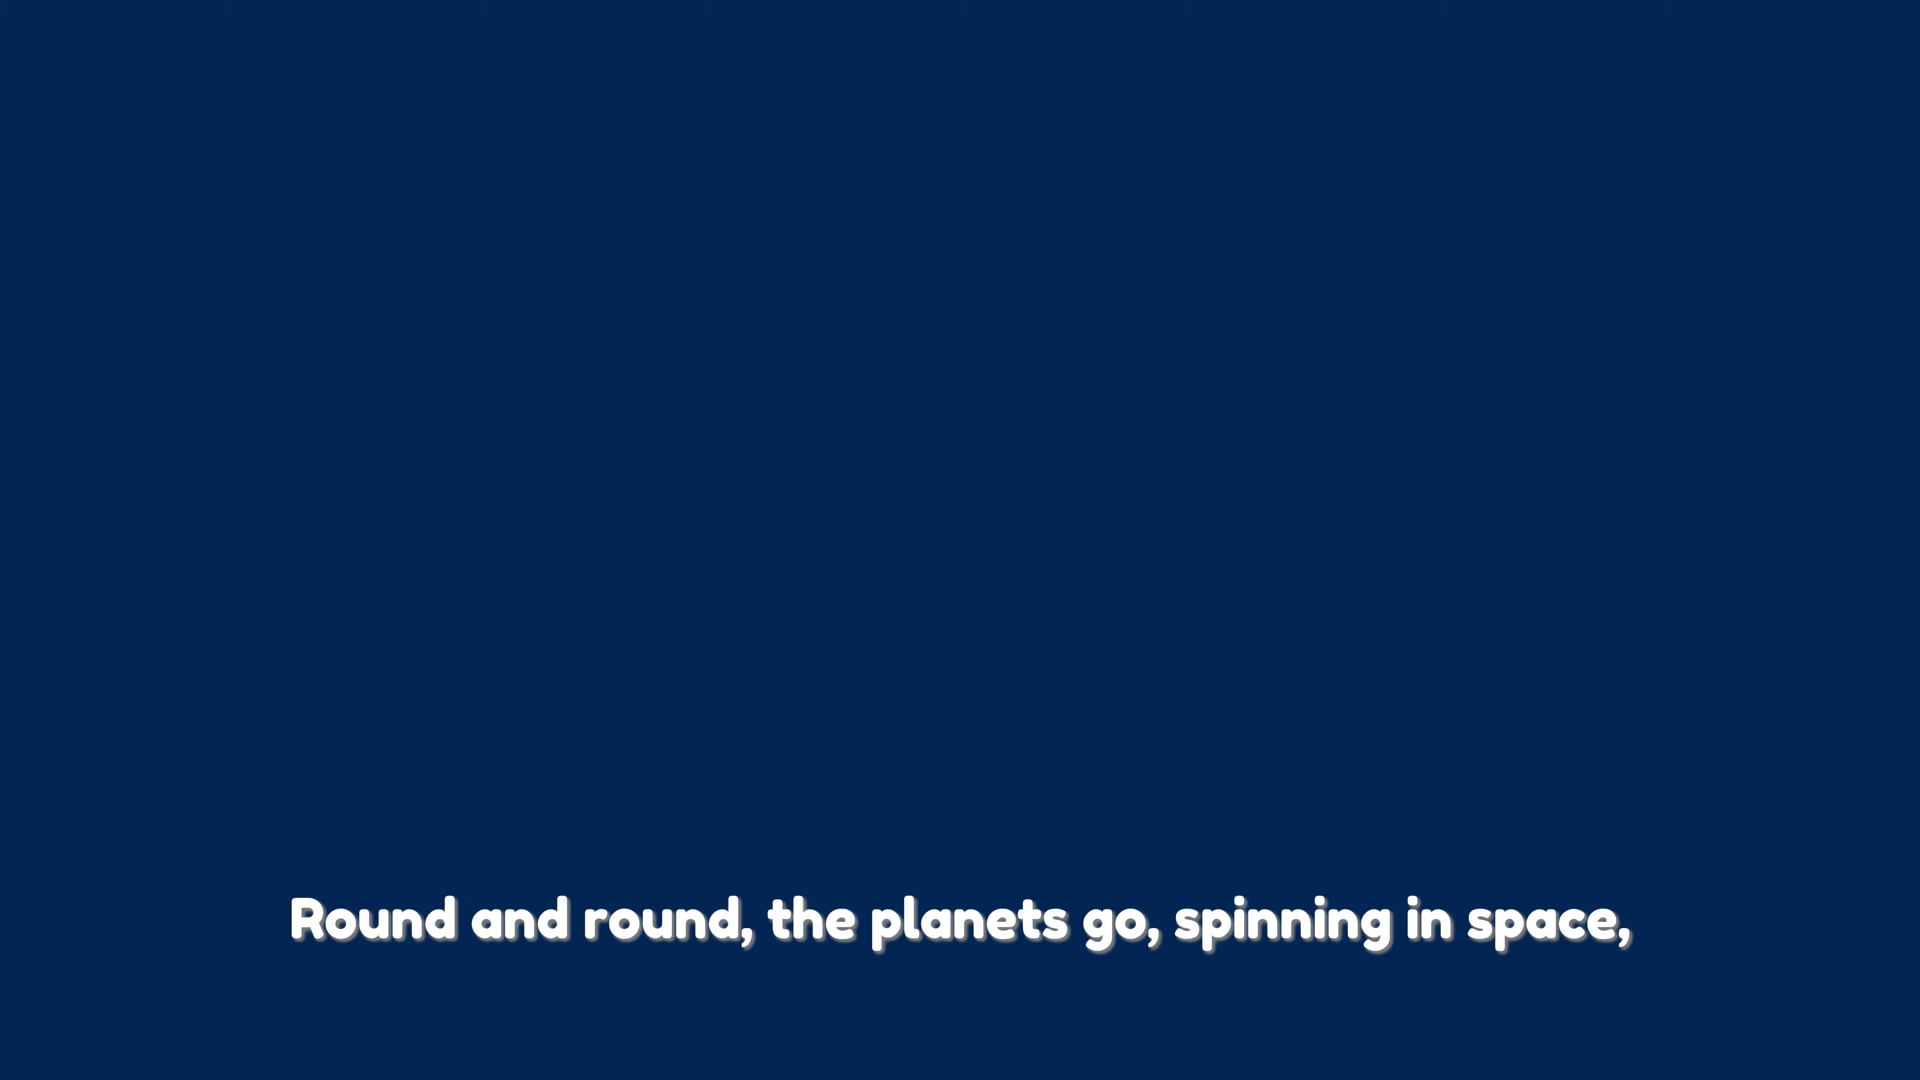 Round and round, the planets go, spinning in space,